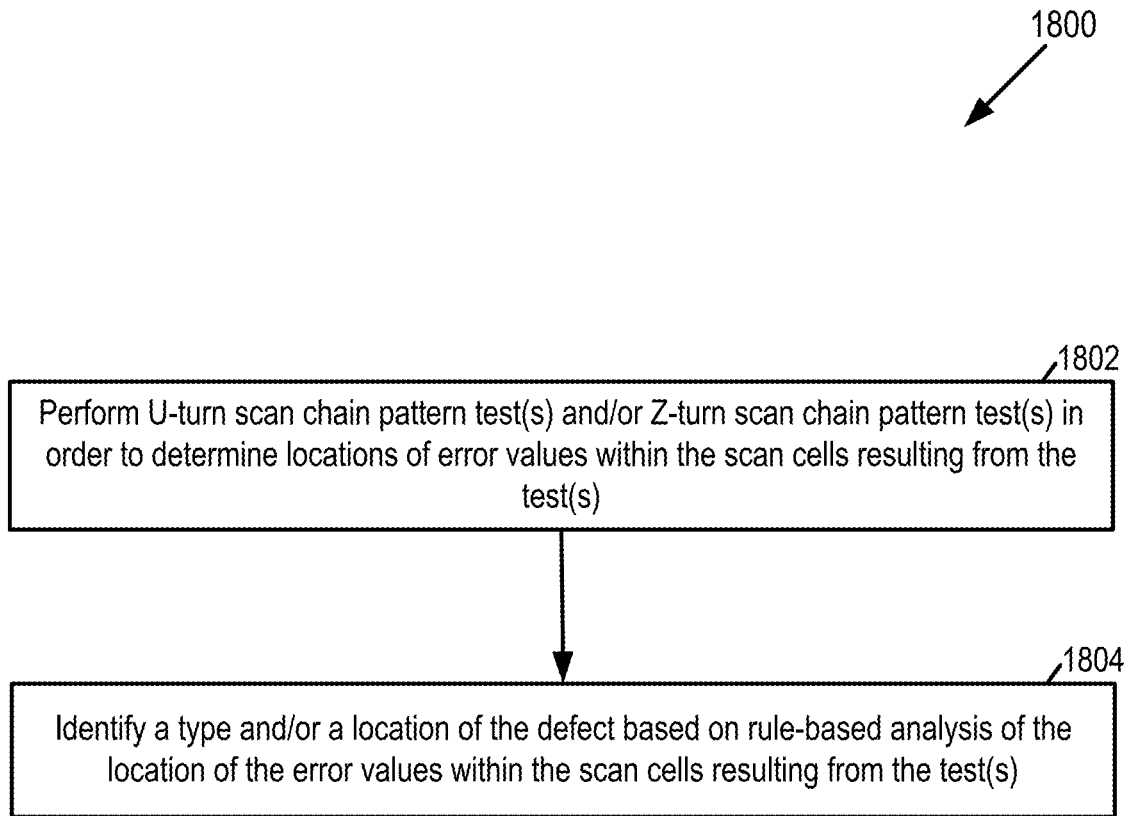 1800
1802
Perform U-turn scan chain pattern test(s) and/or Z-turn scan chain pattern test(s) in
order to determine locations of error values within the scan cells resulting from the
test(s)
1804
Identify a type and/or a location of the defect based on rule-based analysis of the
location of the error values within the scan cells resulting from the test(s)